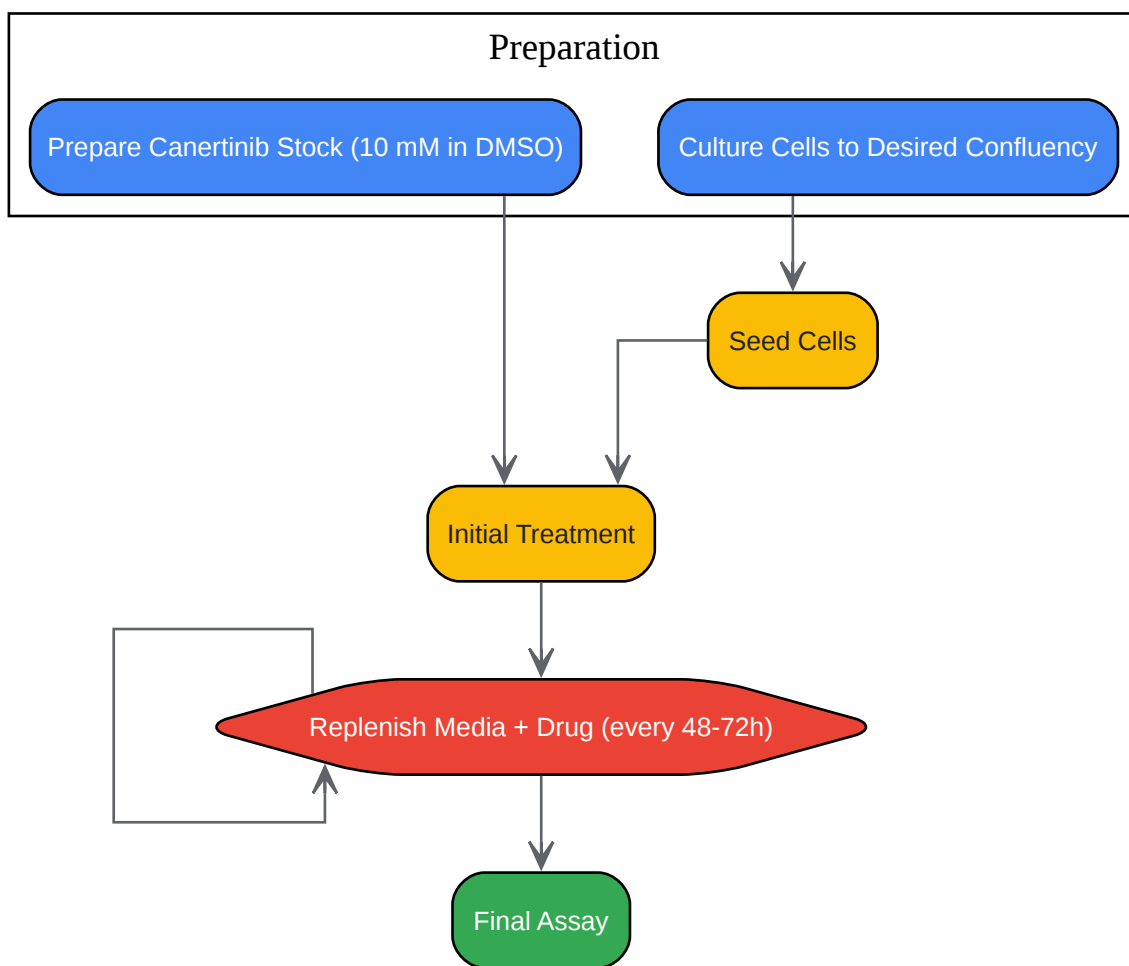 Preparation
Prepare Canertinib Stock (10 mM in DMSO)
Culture Cells to Desired Confluency
Seed Cells
Initial Treatment
Replenish Media + Drug (every 48-72h)
Final Assay